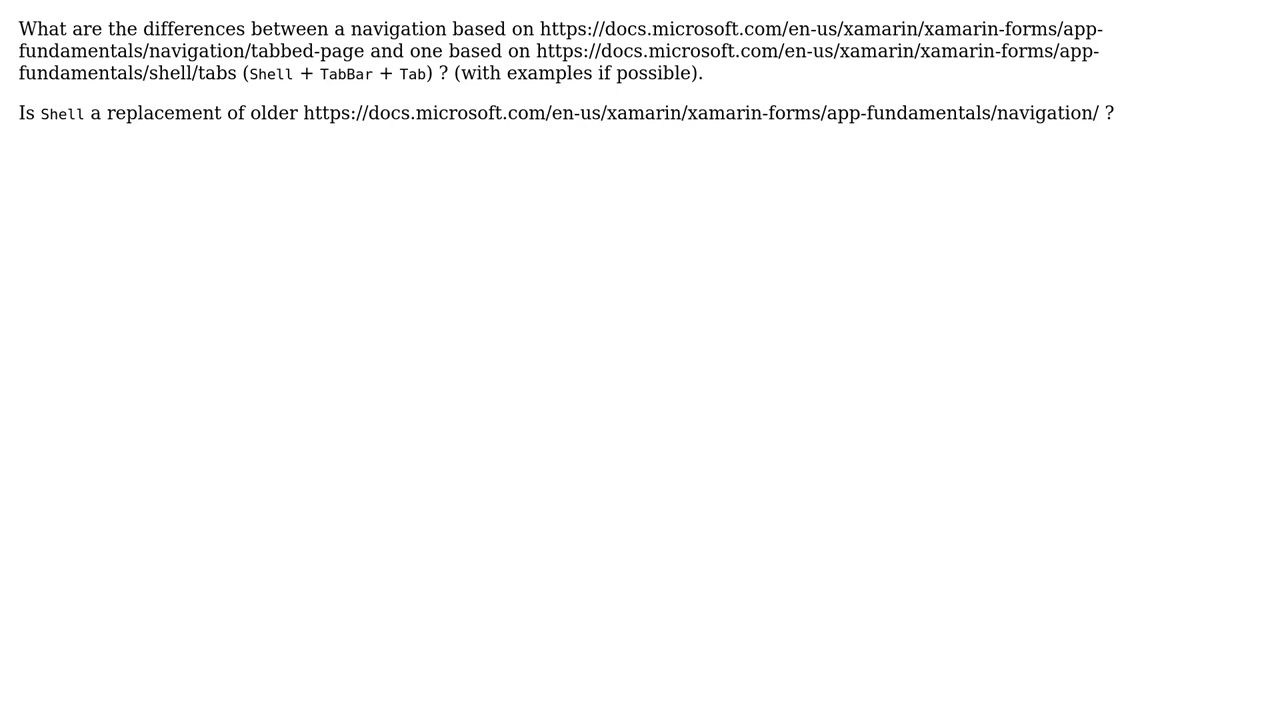 What are the differences between a navigation based on https://docs.microsoft.com/en-us/xamarin/xamarin-forms/app-
fundamentals/navigation/tabbed-page and one based on https://docs.microsoft.com/en-us/xamarin/xamarin-forms/app-
fundamentals/shell/tabs (Shell + TabBar + Tab) ? (with examples if possible).
Is Shell a replacement of older https://docs.microsoft.com/en-us/xamarin/xamarin-forms/app-fundamentals/navigation/ ?